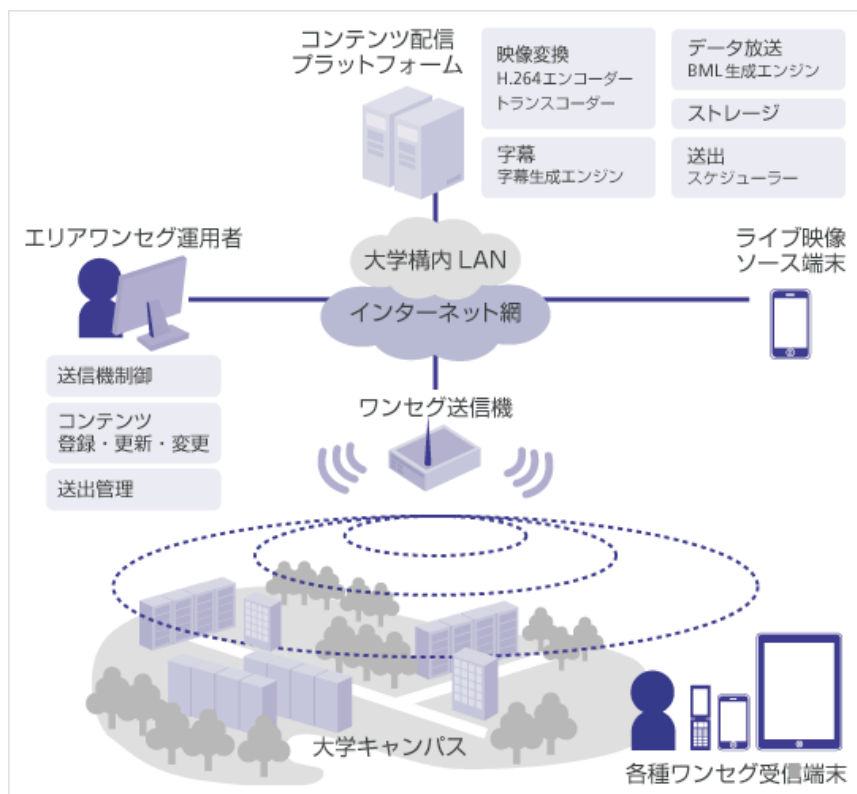 コンテンツ配信
プラットフォーム
映像変換
H.264エンコーダー
トランスコーダー
データ放送
BML生成エンジン
ストレージ
字幕
字幕生成エンジン
送出
スケジューラー
エリアワンセグ運用者
大学構内 LAN
インターネット網
ライブ映像
ソース端末
送信機制御
コンテンツ
登録・更新・変更
送出管理
ワンセグ送信機
大学キャンパス
各種ワンセグ受信端末